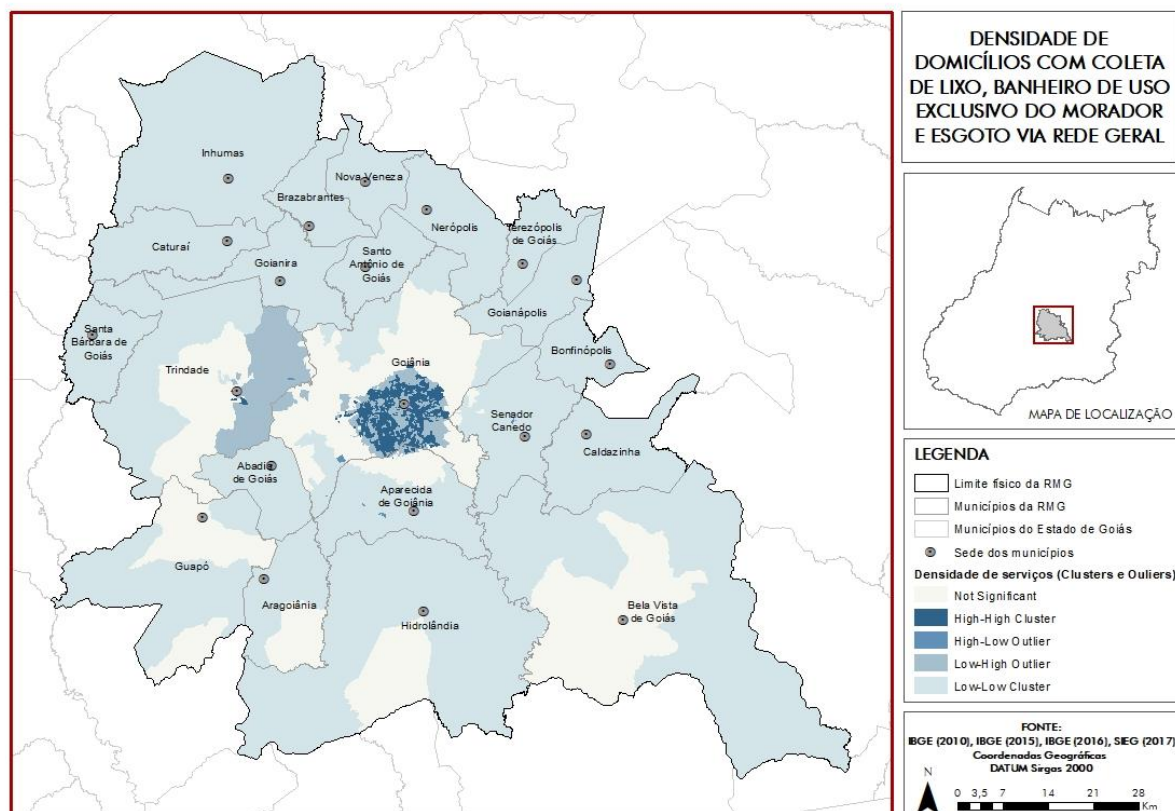 Inhumas
Nova Veneza
Brazabrantes
Nerópolis
Terezópolis
de Goiás
Caturaí
Goianira
Santo
Antônio de
Goiás
Goianápolis
Santa
Bárbara de
Goiás
Bonfinópolis
Trindade
Goiânia
Senador
Canedo
Caldazinha
Abadia
de Goiás
Aparecida
de Goiânia
Guapó
Aragoiânia
Hidrolândia
Bela Vista
de Goiás
DENSIDADE DE
DOMICÍLIOS COM COLETA
DE LIXO, BANHEIRO DE USO
EXCLUSIVO DO MORADOR
E ESGOTO VIA REDE GERAL
MAPA DE LOCALIZAÇÃO
LEGENDA
Limite físico da RMG
Municípios da RMG
Municípios do Estado de Goiás
Sede dos municípios
Densidade de serviços (Clusters e Ouliers)
Not Significant
High-High Cluster
High-Low Outlier
Low-High Outlier
Low-Low Cluster
FONTE:
IBGE (2010), IBGE (2015), IBGE (2016), SIEG (2017)
Coordenadas Geográficas
DATUM Sirgas 2000
N
0 3,5 7 14 21 28
Km